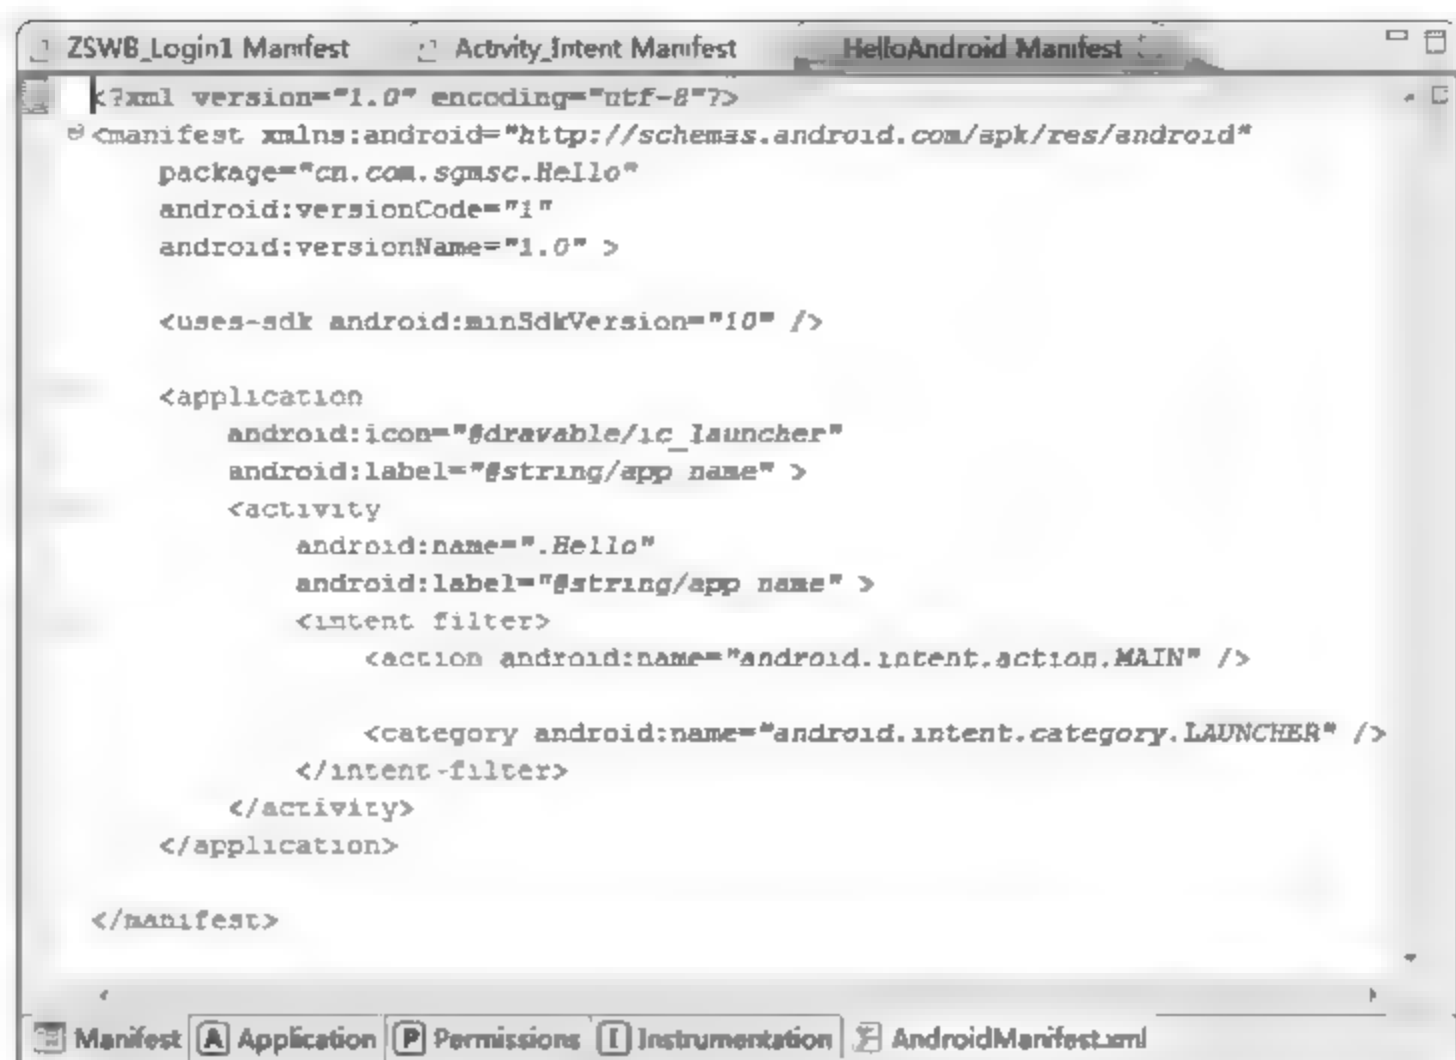 ZSWB_Login1 Manifest    Activity_Intent Manifest    HelloAndroid Manifest
<?xml version="1.0" encoding="utf-8"?>
<manifest xmlns:android="http://schemas.android.com/apk/res/android"
    package="cn.com.sgmsc.Hello"
    android:versionCode="1"
    android:versionName="1.0" >
    <uses-sdk android:minSdkVersion="10" />
    <application
        android:icon="@drawable/ic_launcher"
        android:label="@string/app_name" >
        <activity
            android:name=".Hello"
            android:label="@string/app_name" >
            <intent-filter>
                <action android:name="android.intent.action.MAIN" />
                <category android:name="android.intent.category.LAUNCHER" />
            </intent-filter>
        </activity>
    </application>
</manifest>
Manifest A Application P Permissions I Instrumentation AndroidManifest.xml